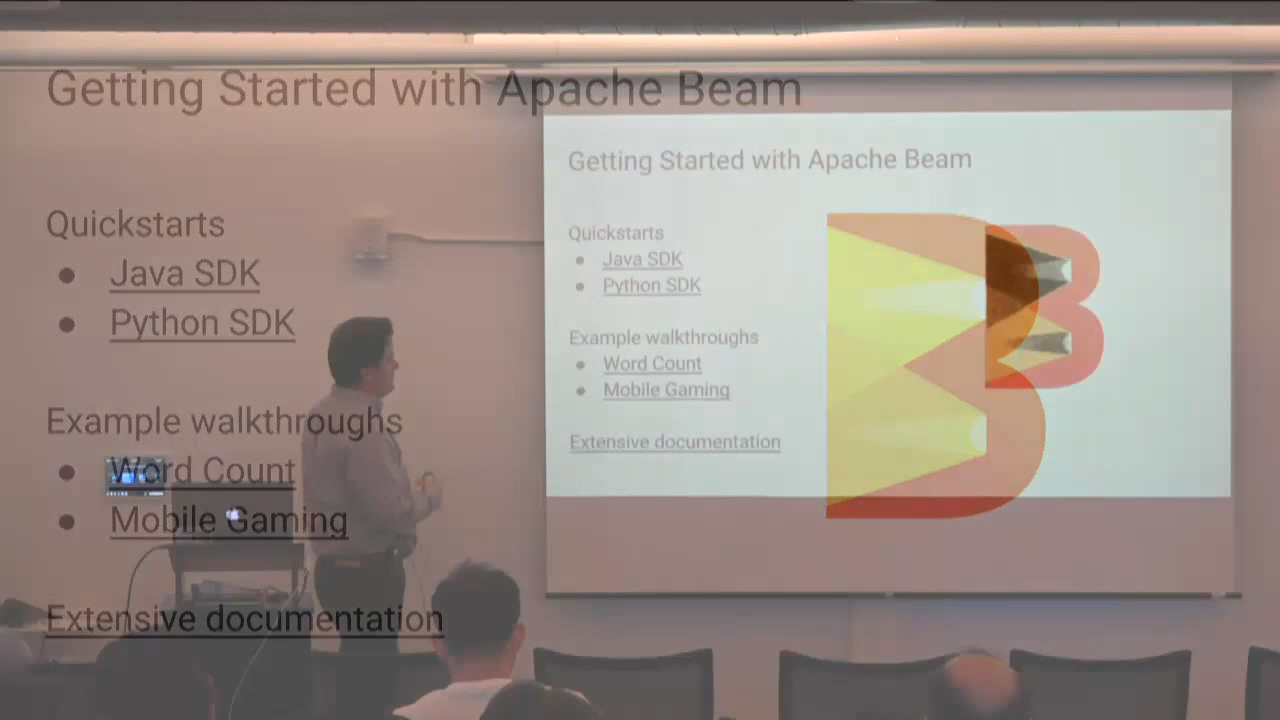 Getting Started with Apache Beam
Quickstarts
Java SDK
Python SDK
Example walkthroughs
Word Count
Mobile Gaming
Extensive documentation
Getting Started with Apache Beam
Quickstarts
Java SDK
Python SDK
Example walkthroughs
Word Count
Mobile Gaming
Extensive documentation